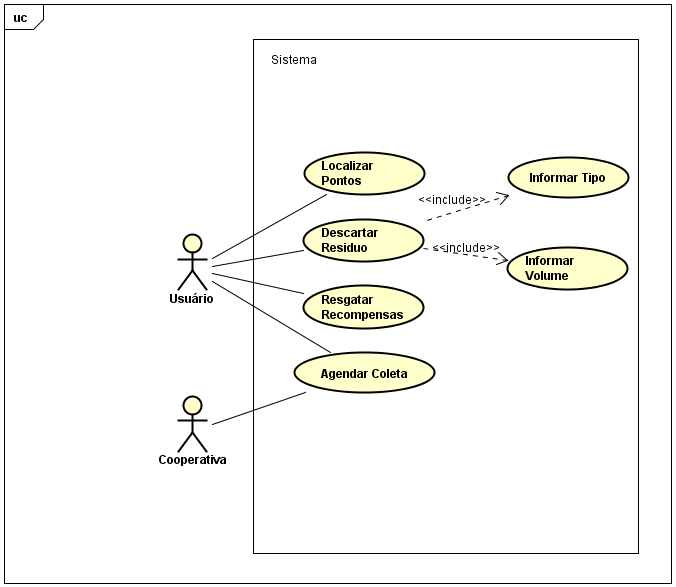 uc
Sistema
Localizar
Pontos
<<include>>
Informar Tipo
Descartar
Residuo
<<include>>
Informar
Volume
Usuário
Resgatar
Recompensas
Agendar Coleta
Cooperativa